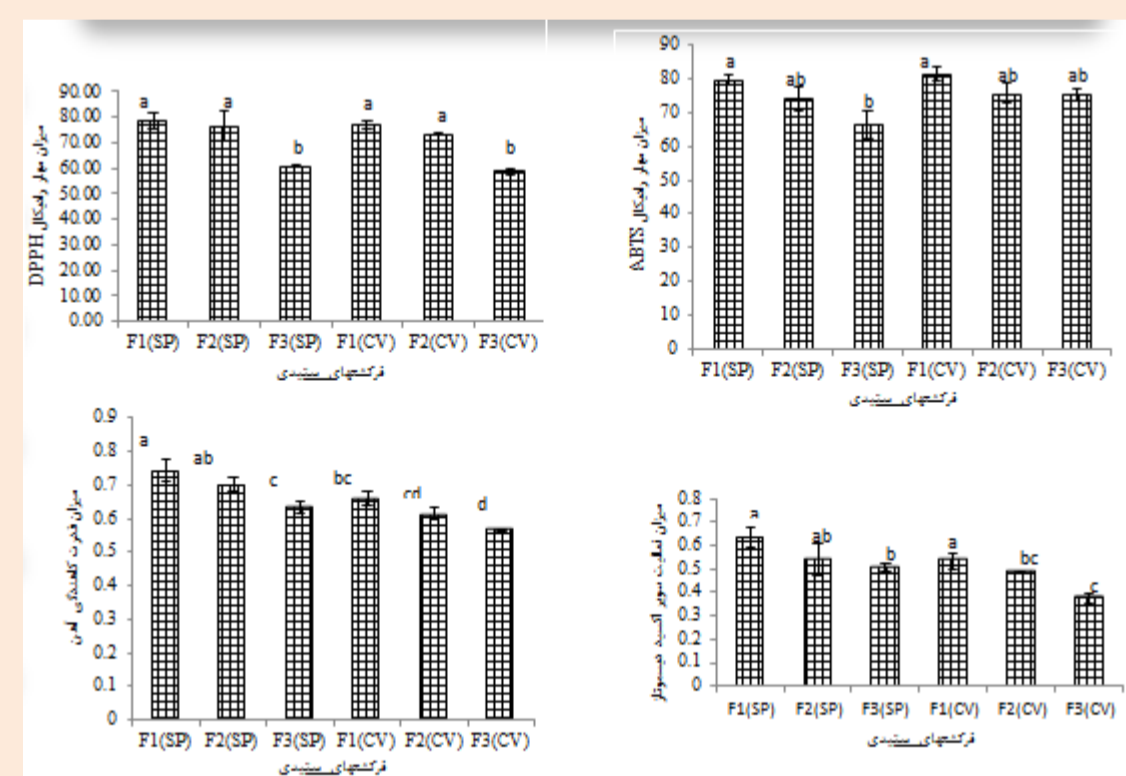 میزان مهار رادیکال DPPH
90.00
80.00
70.00
60.00
50.00
40.00
30.00
20.00
10.00
0.00
a a b a a b
F1(SP) F2(SP) F3(SP) F1(CV) F2(CV) F3(CV)
فرکشنهای پپتیدی
میزان مهار رادیکال ABTS
90
80
70
60
50
40
30
20
10
0
a ab b a ab ab
F1(SP) F2(SP) F3(SP) F1(CV) F2(CV) F3(CV)
فرکشنهای پپتیدی
میزان قدرت کاهندگی آهن
0.9
0.8
0.7
0.6
0.5
0.4
0.3
0.2
0.1
0
a ab c bc cd d
F1(SP) F2(SP) F3(SP) F1(CV) F2(CV) F3(CV)
فرکشنهای پپتیدی
میزان فعالیت سوپر اکسید دیسموتاز
0.8
0.7
0.6
0.5
0.4
0.3
0.2
0.1
0
a ab b a bc c
F1(SP) F2(SP) F3(SP) F1(CV) F2(CV) F3(CV)
فرکشنهای پپتیدی